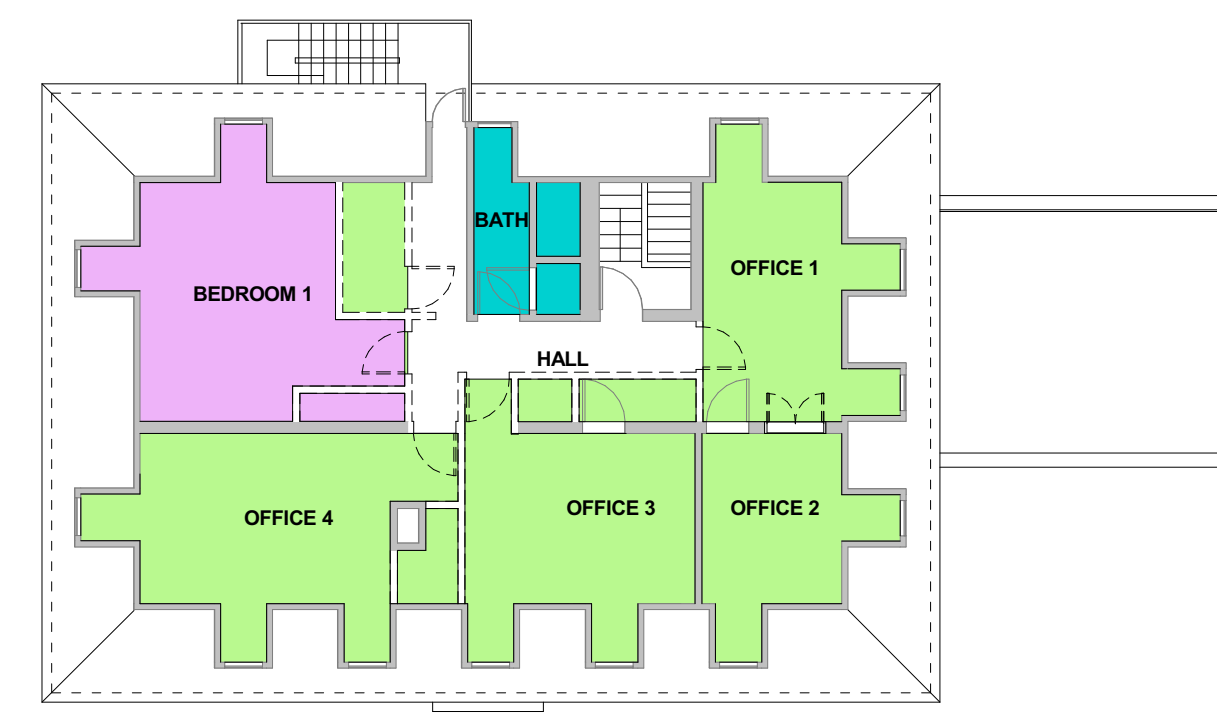 BATH
OFFICE 1
BEDROOM 1
HALL
OFFICE 4
OFFICE 3
OFFICE 2